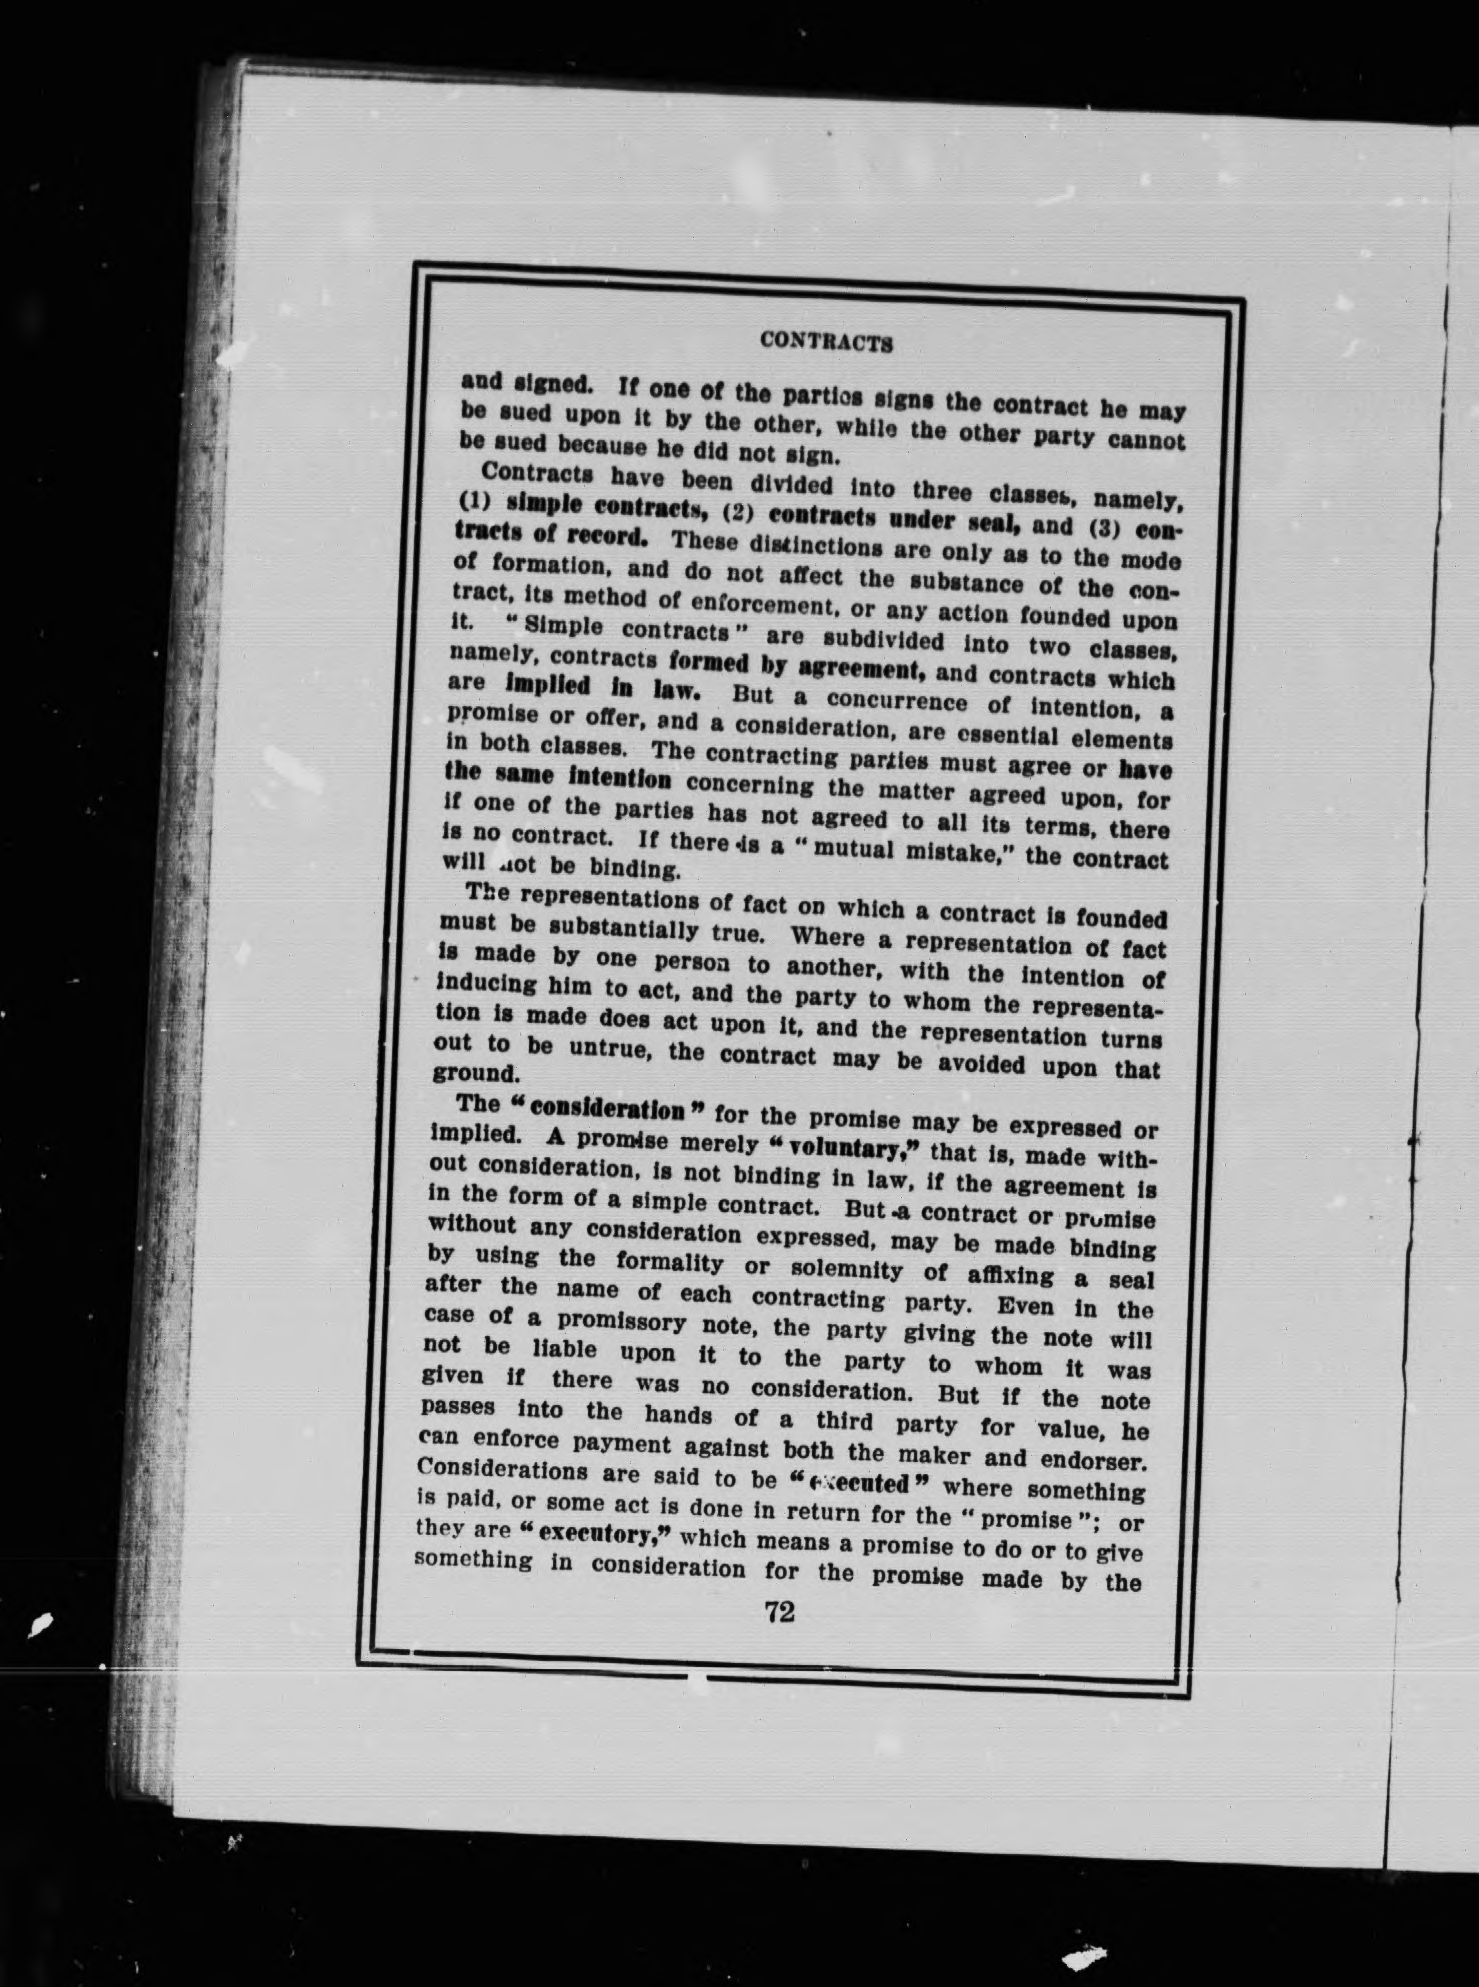 CONTRACTS
and signed. If one of the parties signs the contract he may
be sued upon it by the other, while the other party cannot
be sued because he did not sign.
Contracts have been divided into three classes, namely,
(1) simple contracts, (2) contracts under seal, and (3) con-
tracts of record. These distinctions are only as to the mode
of formation, and do not affect the substance of the con-
tract, its method of enforcement, or any action founded upon
it. "Simple contracts" are subdivided into two classes,
namely, contracts formed by agreement, and contracts which
are implied in law. But a concurrence of intention, a
promise or offer, and a consideration, are essential elements
in both classes. The contracting parties must agree or have
the same intention concerning the matter agreed upon, for
if one of the parties has not agreed to all its terms, there
is no contract. If there is a "mutual mistake," the contract
will not be binding.
The representations of fact on which a contract is founded
must be substantially true. Where a representation of fact
is made by one person to another, with the intention of
inducing him to act, and the party to whom the representa-
tion is made does act upon it, and the representation turns
out to be untrue, the contract may be avoided upon that
ground.
The "consideration" for the promise may be expressed or
implied. A promise merely "voluntary," that is, made with-
out consideration, is not binding in law, if the agreement is
in the form of a simple contract. But a contract or promise
without any consideration expressed, may be made binding
by using the formality or solemnity of affixing a seal
after the name of each contracting party. Even in the
case of a promissory note, the party giving the note will
not be liable upon it to the party to whom it was
given if there was no consideration. But if the note
passes into the hands of a third party for value, he
can enforce payment against both the maker and endorser.
Considerations are said to be "executed" where something
is paid, or some act is done in return for the "promise"; or
they are "executory," which means a promise to do or to give
something in consideration for the promise made by the
72